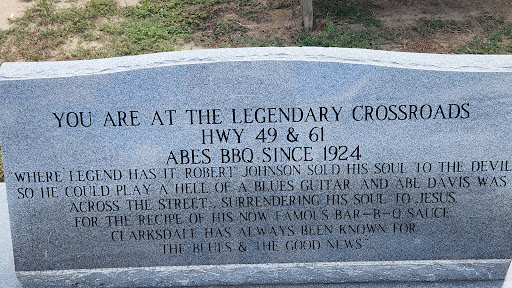 YOU ARE AT THE LEGENDARY CROSSROADS
HWY 49 & 61
ABES BBQ SINCE 1924
WHERE LEGEND HAS IT ROBERT JOHNSON SOLD HIS SOUL TO THE DEVIL
SO HE COULD PLAY A HELL OF A BLUES GUITAR AND ABE DAVIS WAS
ACROSS THE STREET... SURRENDERING HIS SOUL TO JESUS
FOR THE RECIPE OF HIS NOW FAMOUS BAR-B-Q SAUCE.
CLARKSDALE HAS ALWAYS BEEN KNOWN FOR
THE BLUES & THE GOOD NEWS